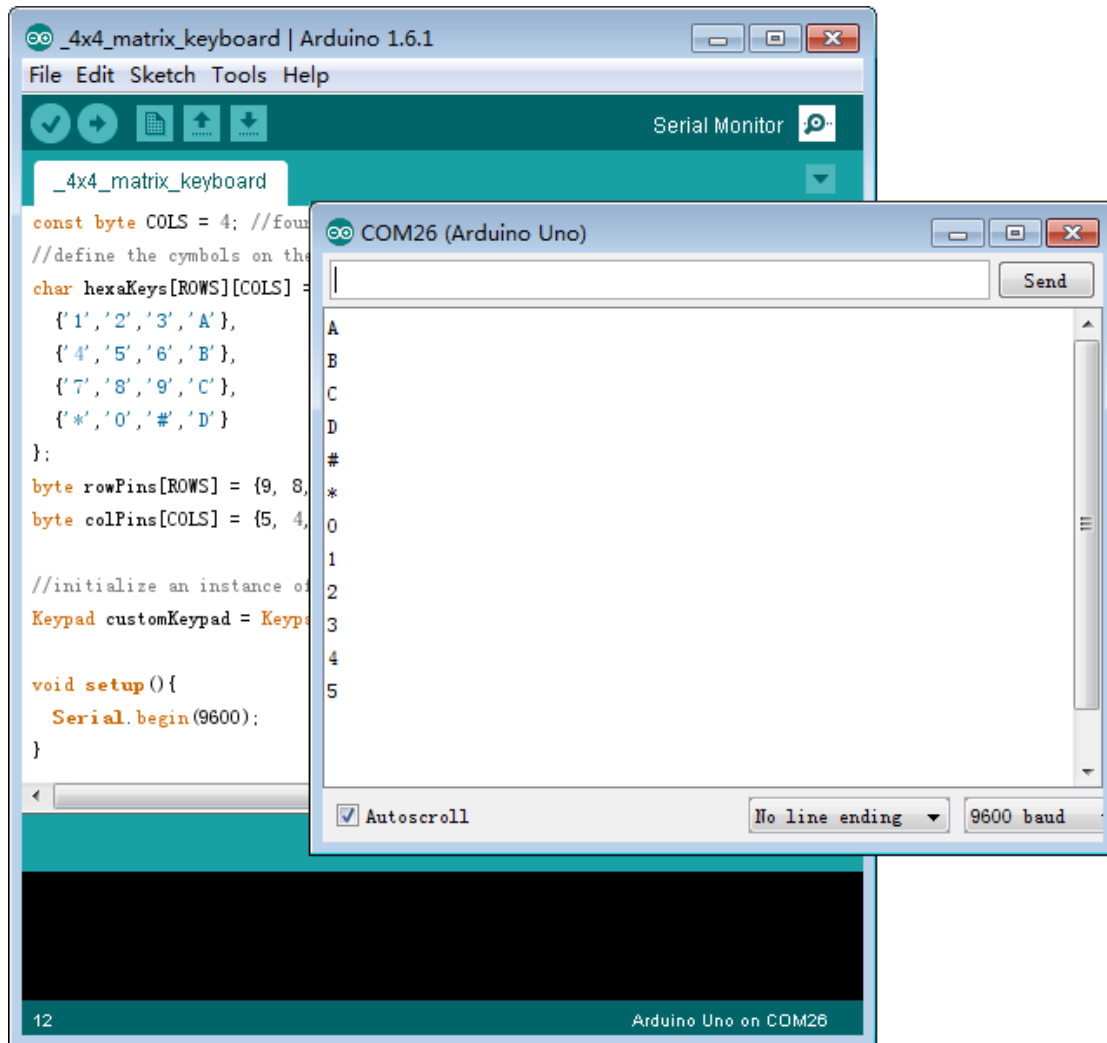 _4x4_matrix_keyboard | Arduino 1.6.1
File Edit Sketch Tools Help
Serial Monitor
_4x4_matrix_keyboard
const byte COLS = 4; //fou
//define the cymbols on the
char hexaKeys[ROWS][COLS] =
{'1','2','3','A'},
{'4','5','6','B'},
{'7','8','9','C'},
{'*','0','#','D'}
};
byte rowPins[ROWS] = {9, 8,
byte colPins[COLS] = {5, 4,
//initialize an instance of
Keypad customKeypad = Keypa
void setup(){
Serial.begin(9600);
}
COM26 (Arduino Uno)
Send
A
B
C
D
#
*
0
1
2
3
4
5
Autoscroll
No line ending
9600 baud
12
Arduino Uno on COM26